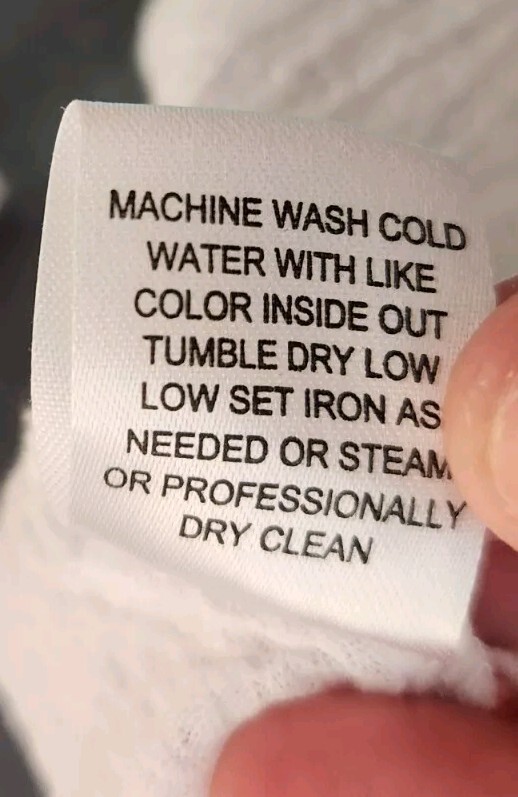 MACHINE WASH COLD
WATER WITH LIKE
COLOR INSIDE OUT
TUMBLE DRY LOW
LOW SET IRON AS
NEEDED OR STEAM
OR PROFESSIONALLY
DRY CLEAN